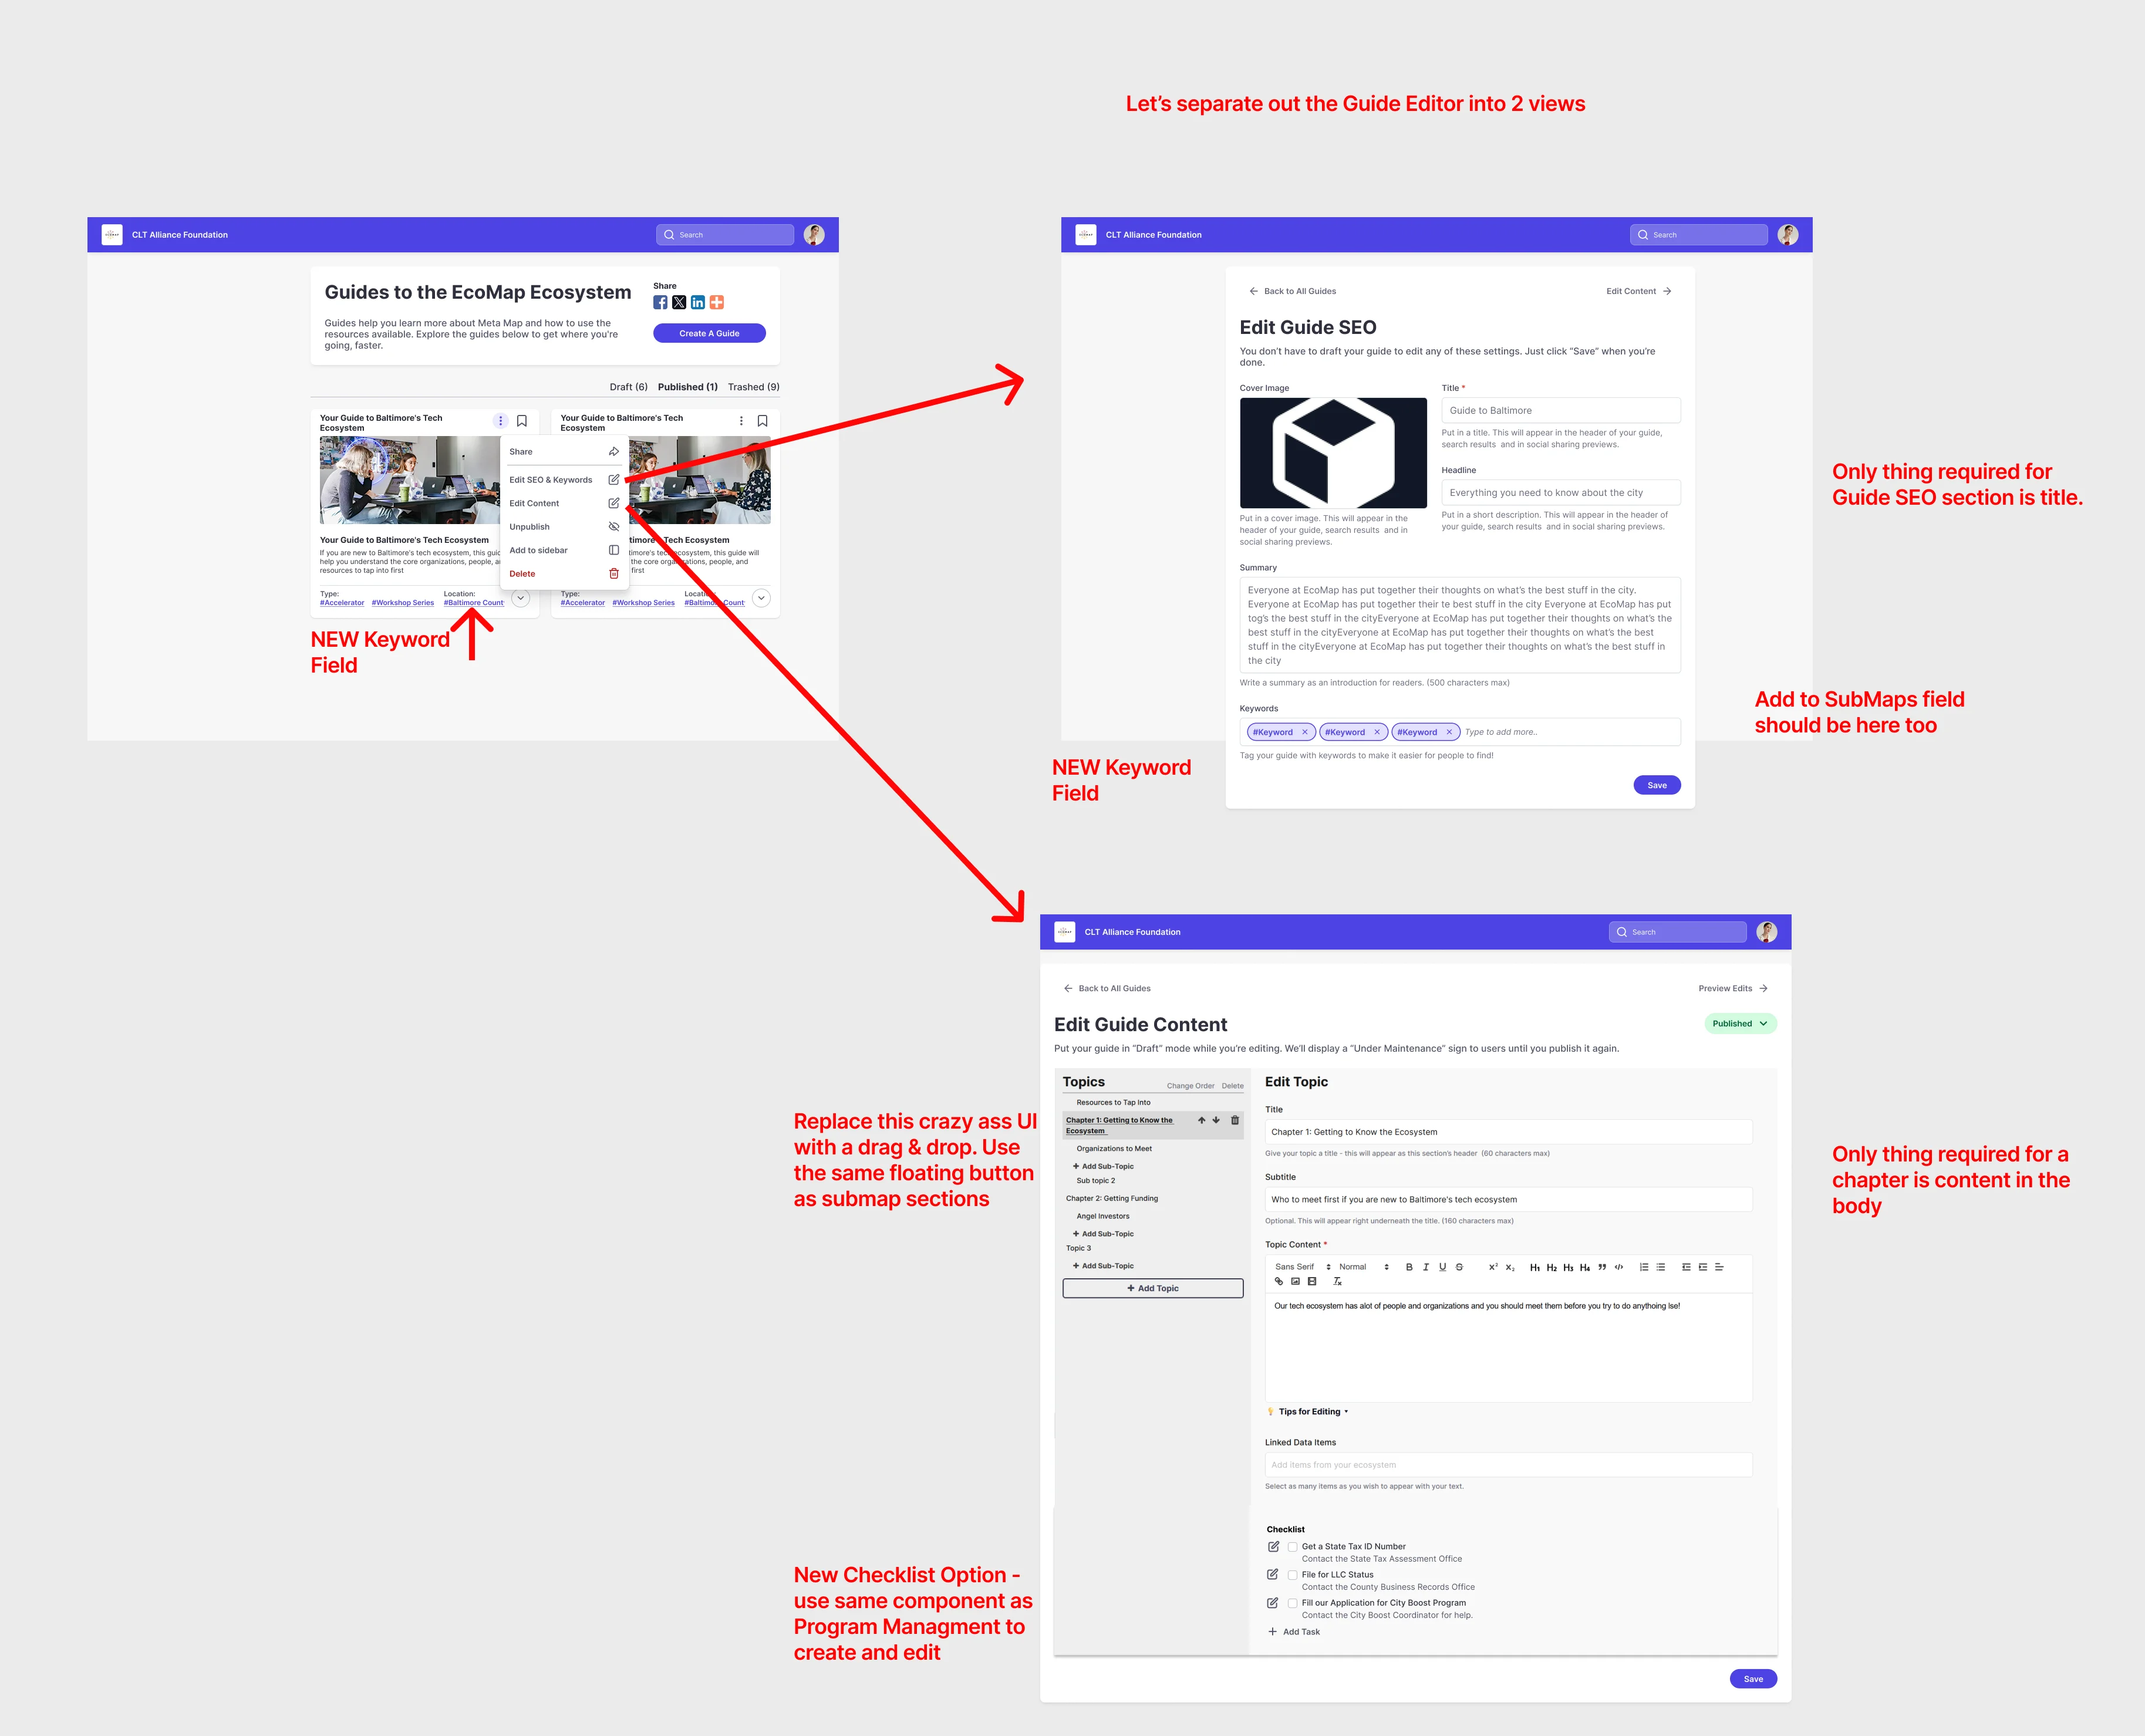 Let's separate out the Guide Editor into 2 views
CLT Alliance Foundation
Search
Guides to the EcoMap Ecosystem
Guides help you learn more about Meta Map and how to use the
resources available. Explore the guides below to get where you're
going, faster.
Share
Create A Guide
Draft (6) Published (1) Trashed (9)
Your Guide to Baltimore's Tech
Ecosystem
Share
Edit SEO & Keywords
Edit Content
Unpublish
Add to sidebar
Delete
Your Guide to Baltimore's Tech Ecosystem
If you are new to Baltimore's tech ecosystem, this
help you understand the core organizations, people,
resources to tap into first
Type:
#Accelerator #Workshop Series
Location:
#Baltimore Count
Your Guide to Baltimore's Tech
Ecosystem
Tech Ecosystem
ecosystem, this guide will
the core organizations, people, and
first
Type:
#Accelerator #Workshop Series
Location:
#Baltimore Count
NEW Keyword
Field
CLT Alliance Foundation
Search
Back to All Guides
Edit Content
Edit Guide SEO
You don't have to draft your guide to edit any of these settings. Just click "Save" when you're
done.
Cover Image
Put in a cover image. This will appear in the
header of your guide, search results and in
social sharing previews.
Title *
Guide to Baltimore
Put in a title. This will appear in the header of your guide,
search results and in social sharing previews.
Headline
Everything you need to know about the city
Put in a short description. This will appear in the header of
your guide, search results and in social sharing previews.
Summary
Everyone at EcoMap has put together their thoughts on what's the best stuff in the city.
Everyone at EcoMap has put together their te best stuff in the city Everyone at EcoMap has put
tog's the best stuff in the cityEveryone at EcoMap has put together their thoughts on what's the
best stuff in the cityEveryone at EcoMap has put together their thoughts on what's the best
stuff in the cityEveryone at EcoMap has put together their thoughts on what's the best stuff in
the city
Write a summary as an introduction for readers. (500 characters max)
Keywords
#Keyword × #Keyword × #Keyword × Type to add more..
Tag your guide with keywords to make it easier for people to find!
Save
Only thing required for
Guide SEO section is title.
Add to SubMaps field
should be here too
NEW Keyword
Field
CLT Alliance Foundation
Search
Back to All Guides
Preview Edits
Edit Guide Content
Published
Put your guide in "Draft" mode while you're editing. We'll display a "Under Maintenance" sign to users until you publish it again.
Topics
Change Order Delete
Resources to Tap Into
Chapter 1: Getting to Know the
Ecosystem
Organizations to Meet
+ Add Sub-Topic
Sub topic 2
Chapter 2: Getting Funding
Angel Investors
+ Add Sub-Topic
Topic 3
+ Add Sub-Topic
+ Add Topic
Edit Topic
Title
Chapter 1: Getting to Know the Ecosystem
Give your topic a title - this will appear as this section's header (60 characters max)
Subtitle
Who to meet first if you are new to Baltimore's tech ecosystem
Optional. This will appear right underneath the title. (160 characters max)
Topic Content *
Sans Serif Normal B I U S X² X₂ H1 H2 H3 H4
Our tech ecosystem has alot of people and organizations and you should meet them before you try to do anythoing lse!
Tips for Editing
Linked Data Items
Add items from your ecosystem
Select as many items as you wish to appear with your text.
Checklist
Get a State Tax ID Number
Contact the State Tax Assessment Office
File for LLC Status
Contact the County Business Records Office
Fill our Application for City Boost Program
Contact the City Boost Coordinator for help.
+ Add Task
Save
Replace this crazy ass UI
with a drag & drop. Use
the same floating button
as submap sections
Only thing required for a
chapter is content in the
body
New Checklist Option -
use same component as
Program Managment to
create and edit